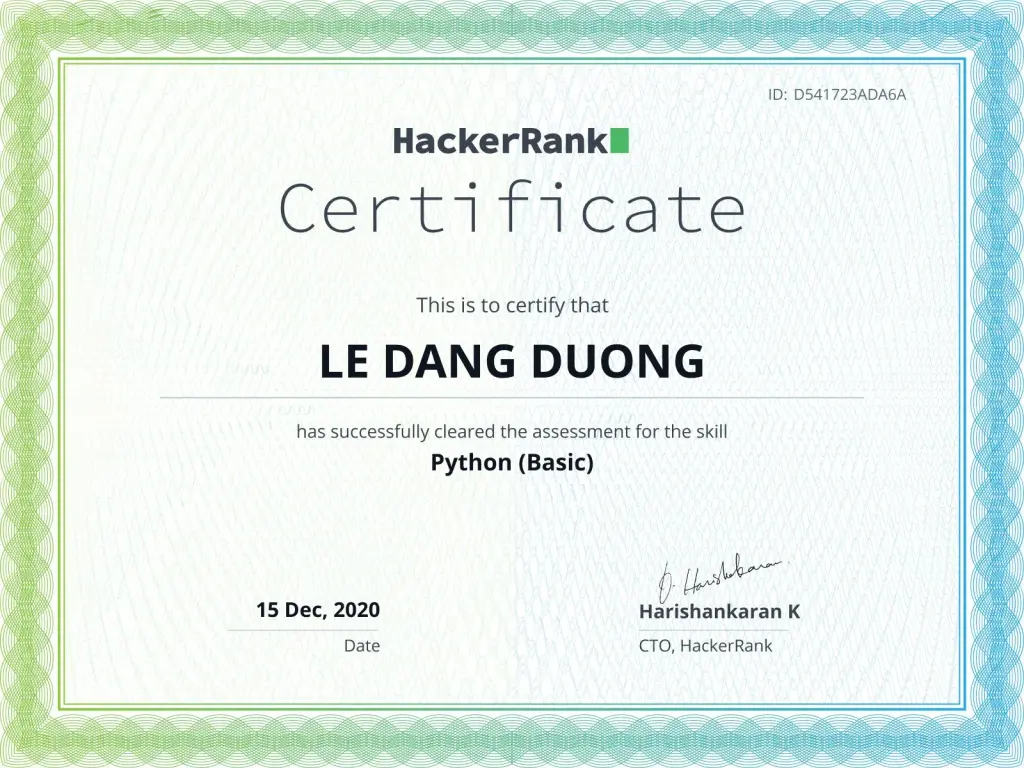 ID: D541723ADA6A
HackerRank
Certificate
This is to certify that
LE DANG DUONG
has successfully cleared the assessment for the skill
Python (Basic)
15 Dec, 2020
Date
Harishankaran K
CTO, HackerRank